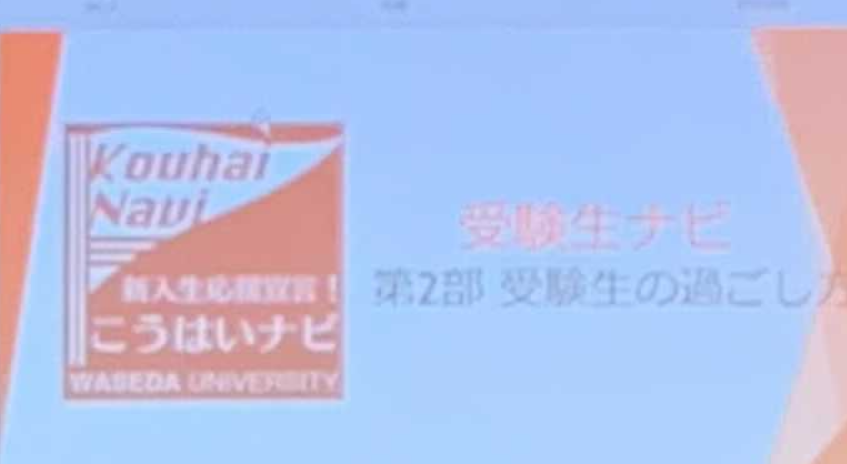 Kouhai
Navi
新入生応援宣言！
こうはいナビ
WASEDA UNIVERSITY
受験生ナビ
第2部 受験生の過ごし方